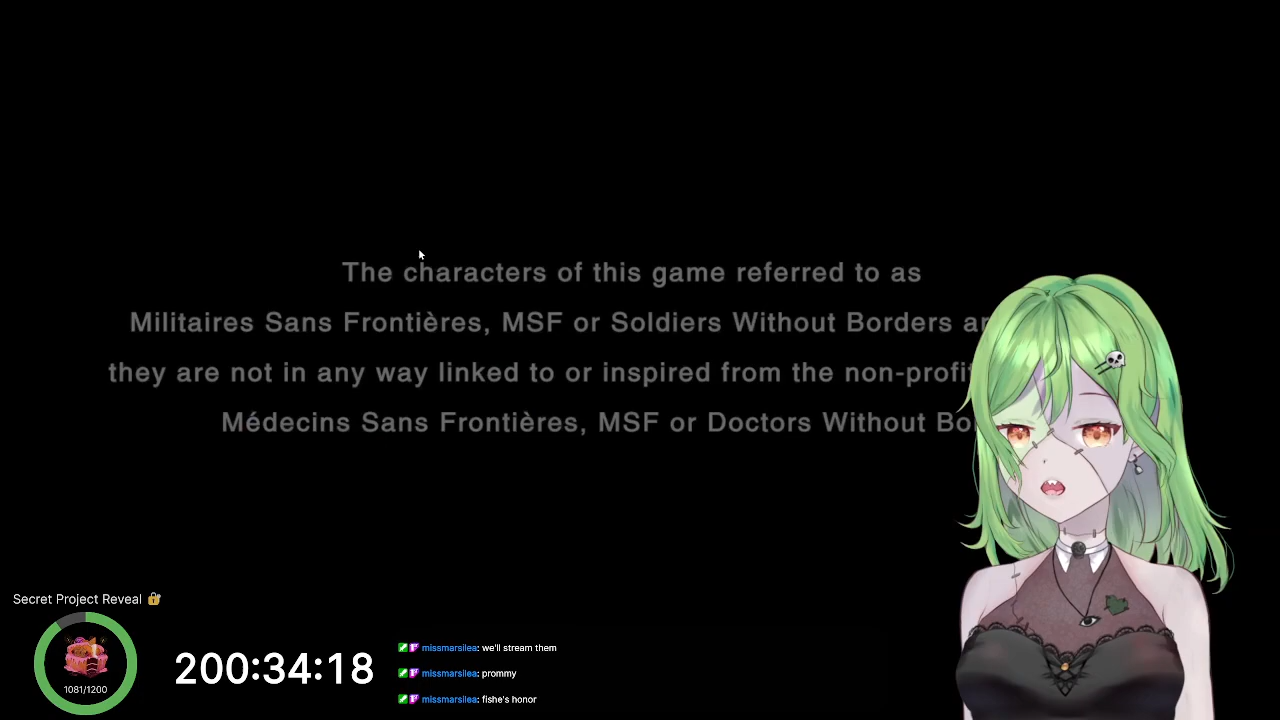 The characters of this game referred to as
Militaires Sans Frontières, MSF or Soldiers Without Borders
they are not in any way linked to or inspired from the non-profit
Médecins Sans Frontières, MSF or Doctors Without
Secret Project Reveal
1081/1200
200:34:18
missmarsilea: we'll stream them
missmarsilea: prommy
missmarsilea: fishe's honor